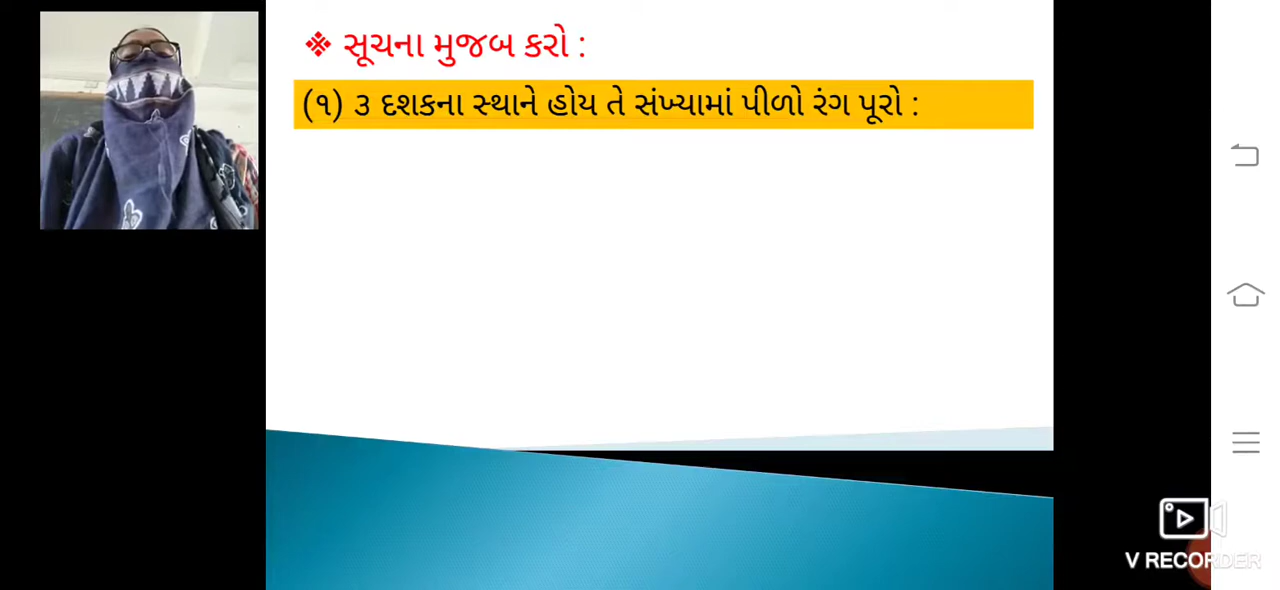 ❖ સૂચના મુજબ કરો :
(૧) ૩ દશકના સ્થાને હોય તે સંખ્યામાં પીળો રંગ પૂરો :
V RECORDER